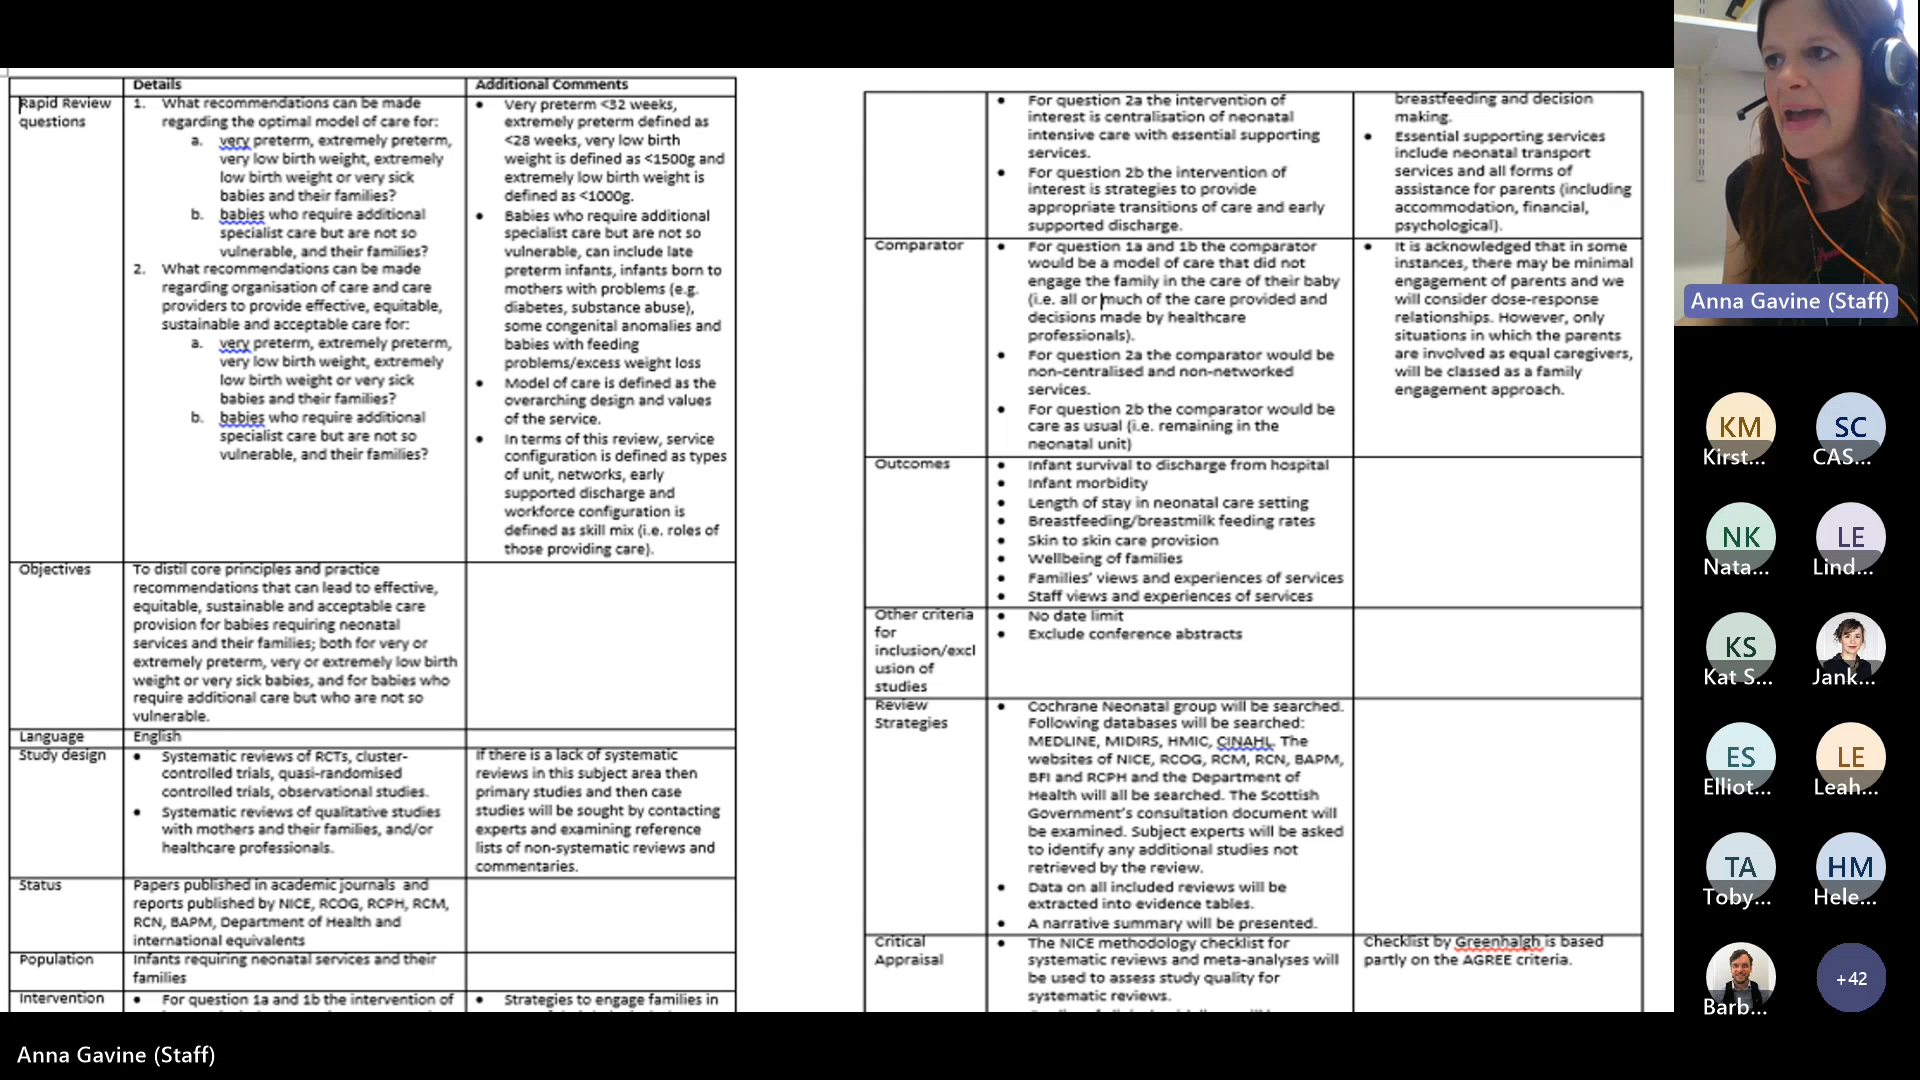 Details
Additional Comments
Rapid Review
questions
1. What recommendations can be made
regarding the optimal model of care for:
a. very preterm, extremely preterm,
very low birth weight, extremely
low birth weight or very sick
babies and their families?
b. babies who require additional
specialist care but are not so
vulnerable, and their families?
2. What recommendations can be made
regarding organisation of care and care
providers to provide effective, equitable,
sustainable and acceptable care for:
a. very preterm, extremely preterm,
very low birth weight, extremely
low birth weight or very sick
babies and their families?
b. babies who require additional
specialist care but are not so
vulnerable, and their families?
• Very preterm <32 weeks,
extremely preterm defined as
<28 weeks, very low birth
weight is defined as <1500g and
extremely low birth weight is
defined as <1000g.
• Babies who require additional
specialist care but are not so
vulnerable, can include late
preterm infants, infants born to
mothers with problems (e.g.
diabetes, substance abuse),
some congenital anomalies and
babies with feeding
problems/excess weight loss
• Model of care is defined as the
overarching design and values
of the service.
• In terms of this review, service
configuration is defined as types
of unit, networks, early
supported discharge and
workforce configuration is
defined as skill mix (i.e. roles of
those providing care).
Objectives
To distil core principles and practice
recommendations that can lead to effective,
equitable, sustainable and acceptable care
provision for babies requiring neonatal
services and their families; both for very or
extremely preterm, very or extremely low birth
weight or very sick babies, and for babies who
require additional care but who are not so
vulnerable.
Language
English
Study design
• Systematic reviews of RCTs, cluster-
controlled trials, quasi-randomised
controlled trials, observational studies.
• Systematic reviews of qualitative studies
with mothers and their families, and/or
healthcare professionals.
If there is a lack of systematic
reviews in this subject area then
primary studies and then case
studies will be sought by contacting
experts and examining reference
lists of non-systematic reviews and
commentaries.
Status
Papers published in academic journals and
reports published by NICE, RCOG, RCPH, RCM,
RCN, BAPM, Department of Health and
international equivalents
Population
Infants requiring neonatal services and their
families
Intervention
• For question 1a and 1b the intervention of
• Strategies to engage families in
• For question 2a the intervention of
interest is centralisation of neonatal
intensive care with essential supporting
services.
• For question 2b the intervention of
interest is strategies to provide
appropriate transitions of care and early
supported discharge.
breastfeeding and decision
making.
• Essential supporting services
include neonatal transport
services and all forms of
assistance for parents (including
accommodation, financial,
psychological).
Comparator
• For question 1a and 1b the comparator
would be a model of care that did not
engage the family in the care of their baby
(i.e. all or much of the care provided and
decisions made by healthcare
professionals).
• For question 2a the comparator would be
non-centralised and non-networked
services.
• For question 2b the comparator would be
care as usual (i.e. remaining in the
neonatal unit)
• It is acknowledged that in some
instances, there may be minimal
engagement of parents and we
will consider dose-response
relationships. However, only
situations in which the parents
are involved as equal caregivers,
will be classed as a family
engagement approach.
Outcomes
• Infant survival to discharge from hospital
• Infant morbidity
• Length of stay in neonatal care setting
• Breastfeeding/breastmilk feeding rates
• Skin to skin care provision
• Wellbeing of families
• Families' views and experiences of services
• Staff views and experiences of services
Other criteria
for
inclusion/excl
usion of
studies
• No date limit
• Exclude conference abstracts
Review
Strategies
• Cochrane Neonatal group will be searched.
Following databases will be searched:
MEDLINE, MIDIRS, HMIC, CINAHL. The
websites of NICE, RCOG, RCM, RCN, BAPM,
BFI and RCPH and the Department of
Health will all be searched. The Scottish
Government's consultation document will
be examined. Subject experts will be asked
to identify any additional studies not
retrieved by the review.
• Data on all included reviews will be
extracted into evidence tables.
• A narrative summary will be presented.
Critical
Appraisal
• The NICE methodology checklist for
systematic reviews and meta-analyses will
be used to assess study quality for
systematic reviews.
Checklist by Greenhalgh is based
partly on the AGREE criteria.
Anna Gavine (Staff)
KM
Kirst...
SC
CAS...
NK
Nata...
LE
Lind...
KS
Kat S...
Jank...
ES
Elliot...
LE
Leah...
TA
Toby...
HM
Hele...
Barb...
+42
Anna Gavine (Staff)